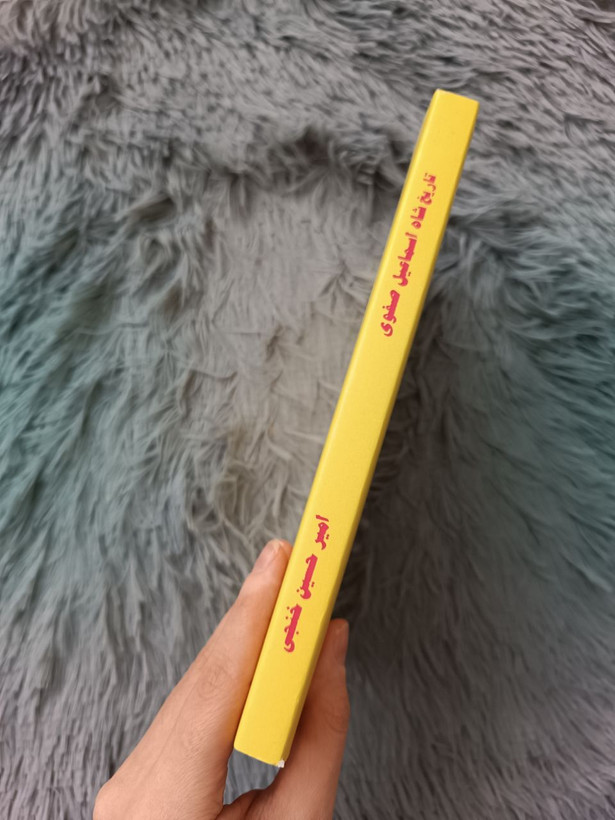 تاریخ شاه اسماعیل صفوی
امیر حسین خنجی